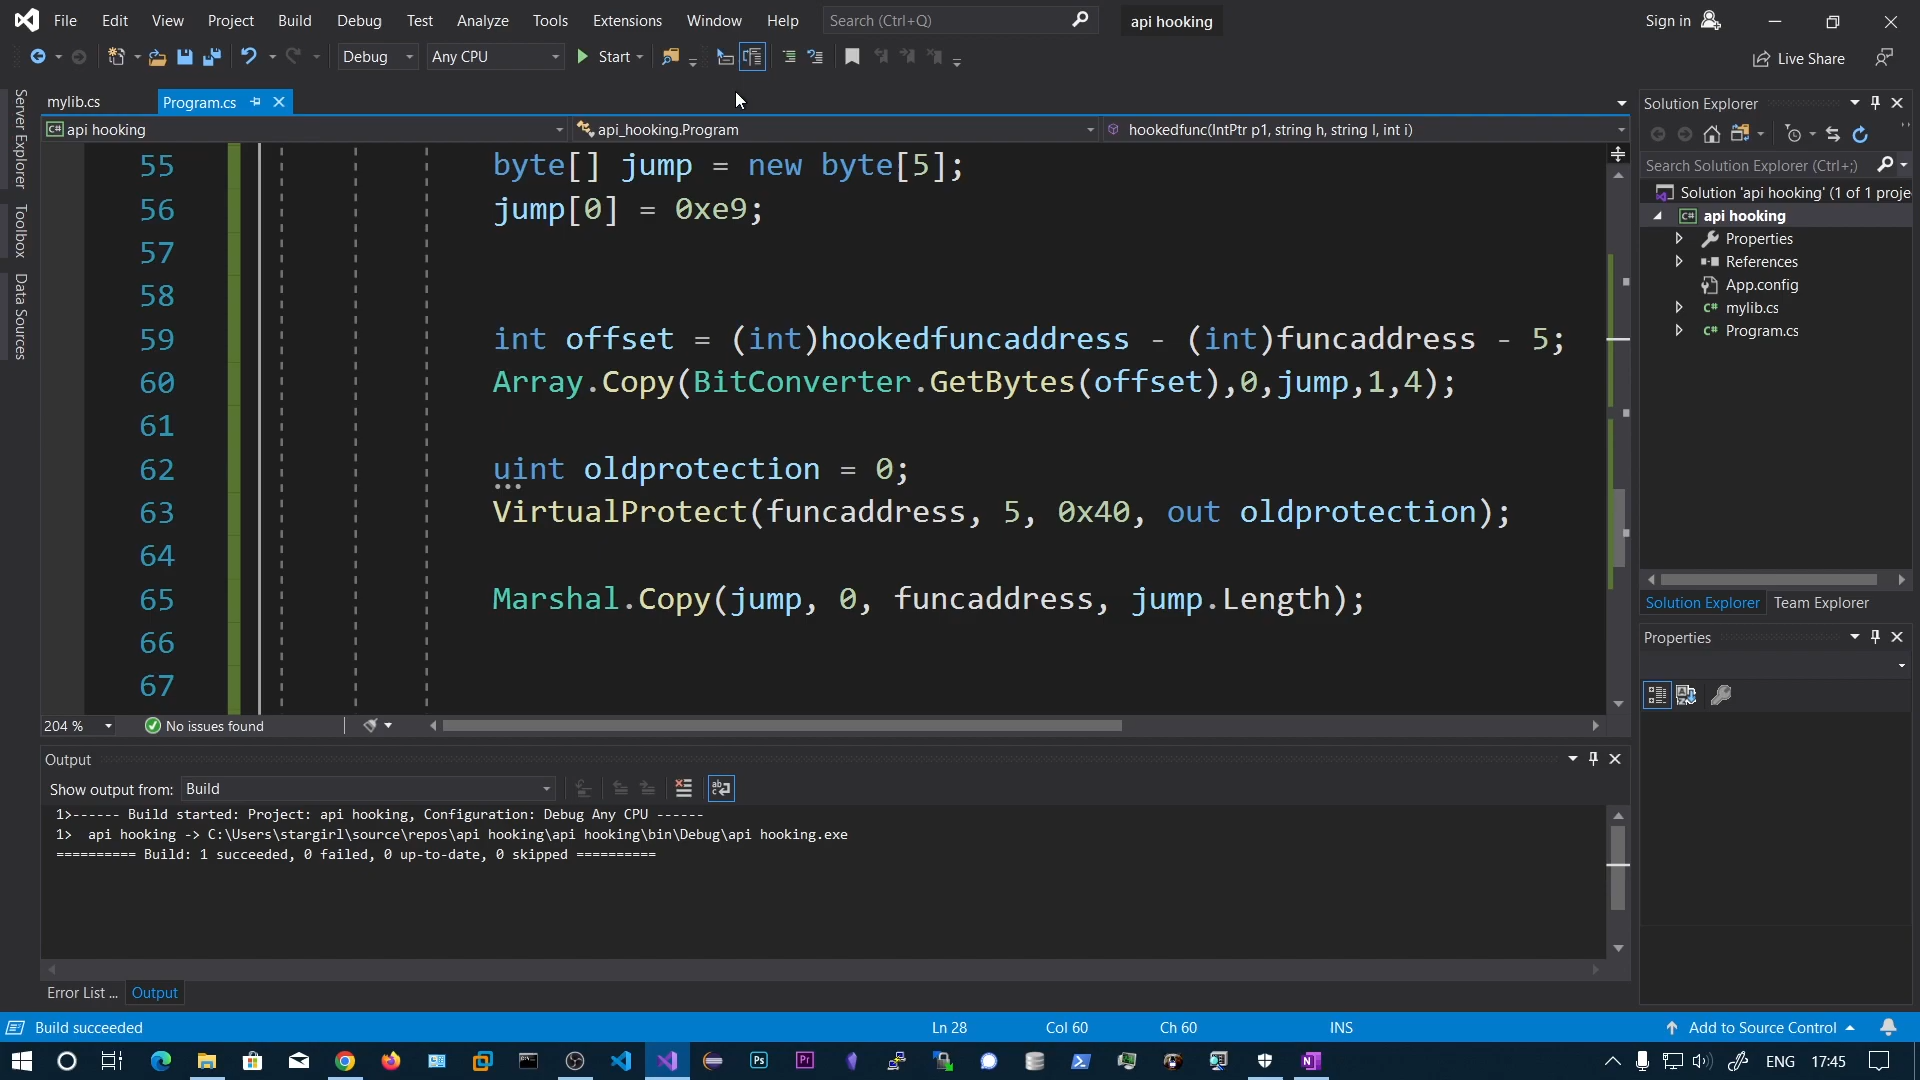 File Edit View Project Build Debug Test Analyze Tools Extensions Window Help Search (Ctrl+Q) api hooking Sign in
Debug Any CPU Start Live Share
Server Explorer
Toolbox
Data Sources
mylib.cs Program.cs
api hooking api_hooking.Program hookedfunc(IntPtr p1, string h, string l, int i)
55 byte[] jump = new byte[5];
56 jump[0] = 0xe9;
57
58
59 int offset = (int)hookedfuncaddress - (int)funcaddress - 5;
60 Array.Copy(BitConverter.GetBytes(offset),0,jump,1,4);
61
62 uint oldprotection = 0;
63 VirtualProtect(funcaddress, 5, 0x40, out oldprotection);
64
65 Marshal.Copy(jump, 0, funcaddress, jump.Length);
66
67
204 % No issues found
Output
Show output from: Build
1>------ Build started: Project: api hooking, Configuration: Debug Any CPU ------
1> api hooking -> C:\Users\stargirl\source\repos\api hooking\api hooking\bin\Debug\api hooking.exe
========== Build: 1 succeeded, 0 failed, 0 up-to-date, 0 skipped ==========
Error List ... Output
Solution Explorer
Search Solution Explorer (Ctrl+;)
Solution 'api hooking' (1 of 1 proje
C# api hooking
Properties
References
App.config
C# mylib.cs
C# Program.cs
Solution Explorer Team Explorer
Properties
Build succeeded Ln 28 Col 60 Ch 60 INS Add to Source Control
Ps Pr N ENG 17:45